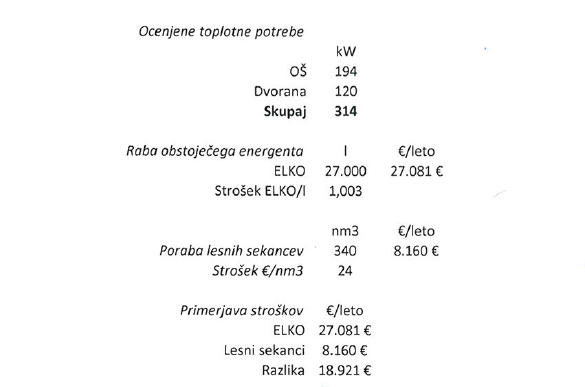 Ocenjene toplotne potrebe
kW
OŠ 194
Dvorana 120
Skupaj 314
Raba obstoječega energenta l €/leto
ELKO 27.000 27.081 €
Strošek ELKO/l 1,003
nm3 €/leto
Poraba lesnih sekancev 340 8.160 €
Strošek €/nm3 24
Primerjava stroškov €/leto
ELKO 27.081 €
Lesni sekanci 8.160 €
Razlika 18.921 €